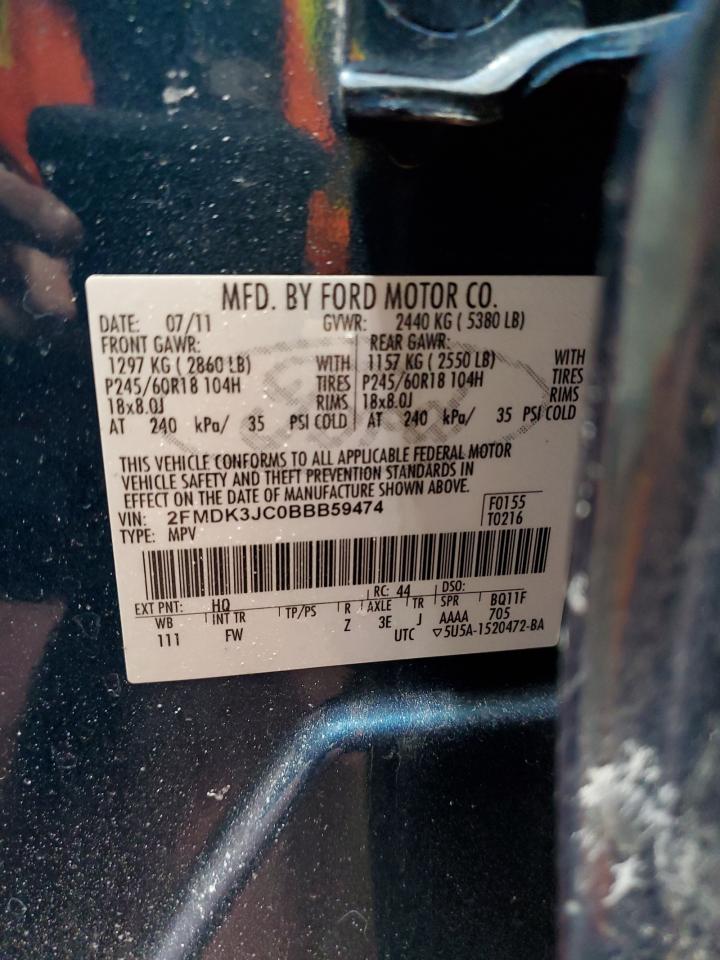 MFD. BY FORD MOTOR CO.
DATE: 07/11 GVWR: 2440 KG ( 5380 LB)
FRONT GAWR: REAR GAWR:
1297 KG ( 2860 LB) WITH 1157 KG ( 2550 LB) WITH
P245/60R18 104H TIRES P245/60R18 104H TIRES
18x8.0J RIMS 18x8.0J RIMS
AT 240 kPa/ 35 PSI COLD AT 240 kPa/ 35 PSI COLD
THIS VEHICLE CONFORMS TO ALL APPLICABLE FEDERAL MOTOR
VEHICLE SAFETY AND THEFT PREVENTION STANDARDS IN
EFFECT ON THE DATE OF MANUFACTURE SHOWN ABOVE.
VIN: 2FMDK3JC0BBB59474 F0155
TYPE: MPV T0216
EXT PNT: HQ RC: 44 DSO:
WB INT TR TP/PS R AXLE TR SPR BQ11F
111 FW Z 3E J AAAA 705
UTC ▽5U5A-1520472-BA